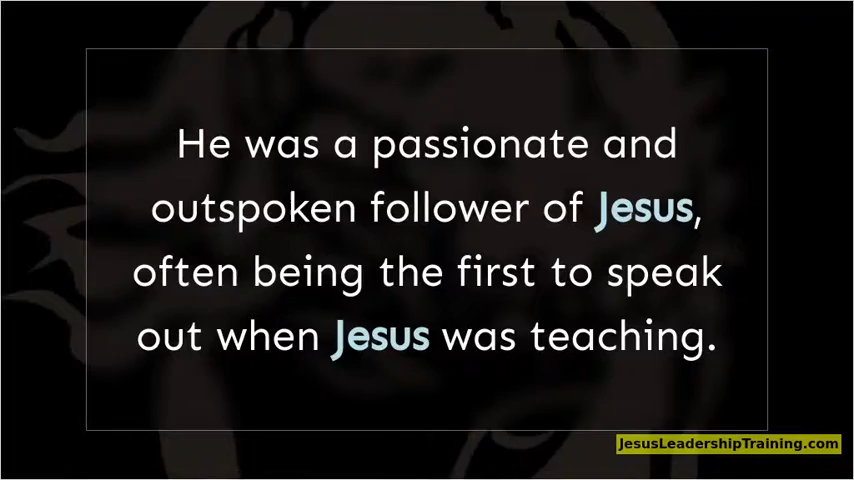 He was a passionate and
outspoken follower of Jesus,
often being the first to speak
out when Jesus was teaching.
JesusLeadershipTraining.com